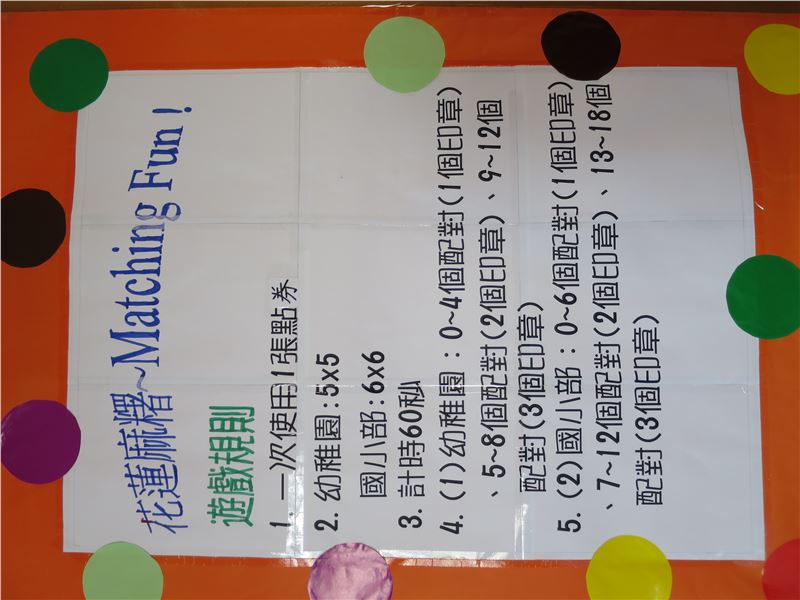 花蓮麻糬~Matching Fun!
遊戲規則
1. 一次使用1張點券
2. 幼稚園:5x5
國小部:6x6
3. 計時60秒
4. (1)幼稚園:0~4個配對(1個印章)
、5~8個配對(2個印章)、9~12個
配對(3個印章)
5. (2)國小部:0~6個配對(1個印章)
、7~12個配對(2個印章)、13~18個
配對(3個印章)